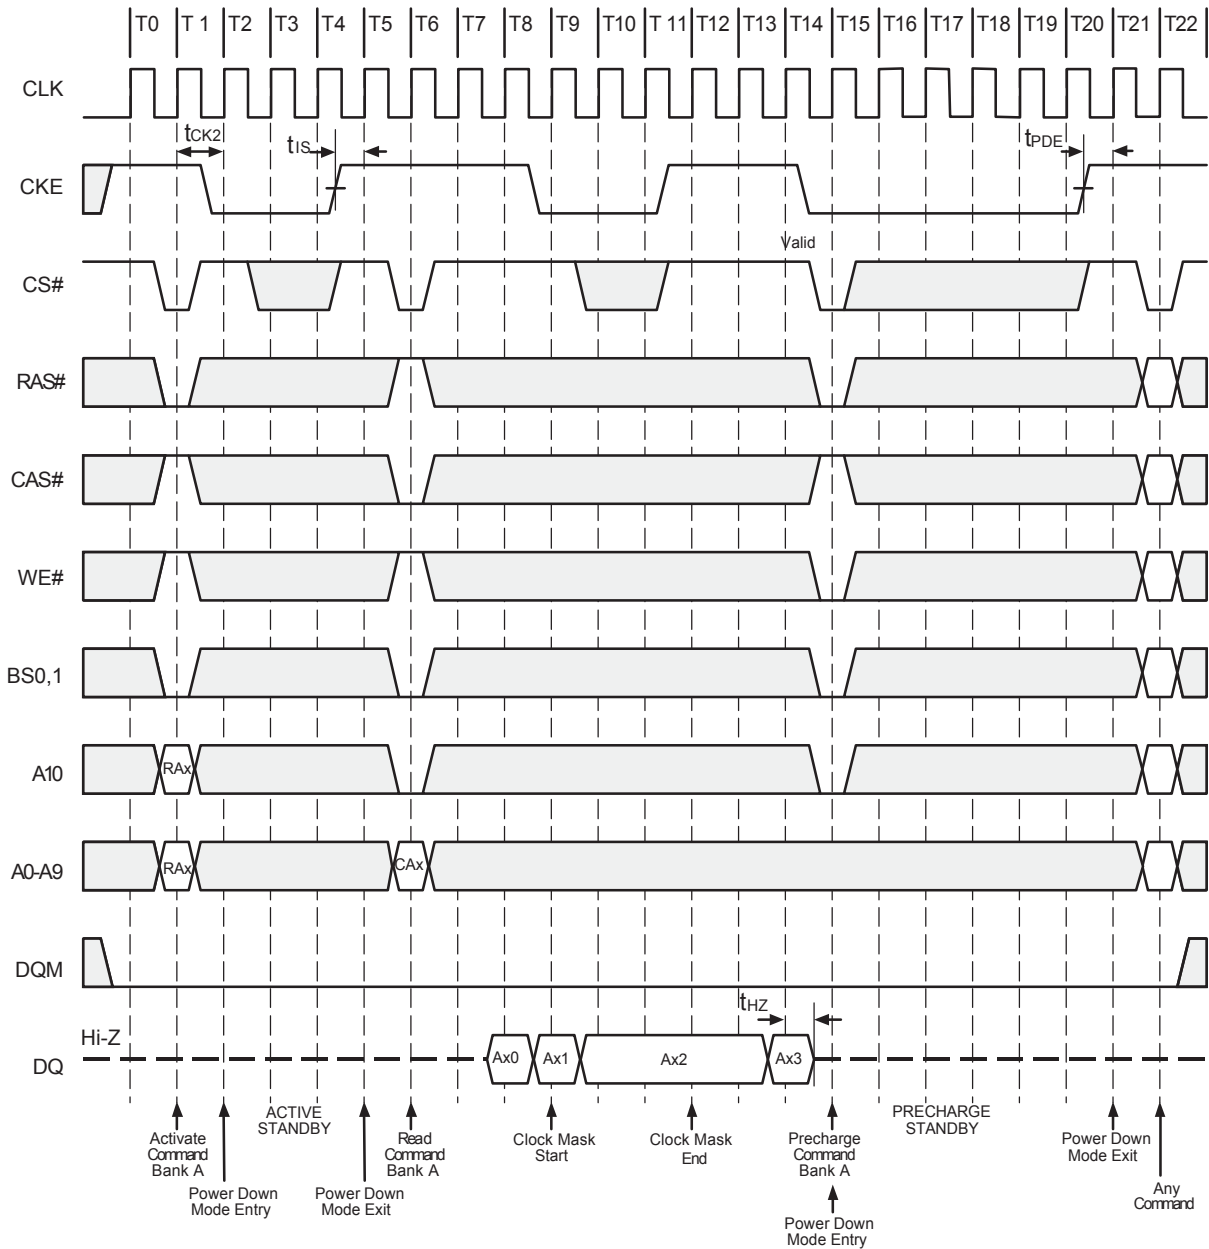 T0 T 1 T2 T3 T4 T5 T6 T7 T8 T9 T10 T 11 T12 T13 T14 T15 T16 T17 T18 T19 T20 T21 T22
CLK
tCK2
tIS
tPDE
CKE
Valid
CS#
RAS#
CAS#
WE#
BS0,1
A10
RAx
A0-A9
RAx
CAx
DQM
tHZ
Hi-Z
DQ
Ax0
Ax1
Ax2
Ax3
ACTIVE
STANDBY
PRECHARGE
STANDBY
Activate
Command
Bank A
Read
Command
Bank A
Clock Mask
Start
Clock Mask
End
Precharge
Command
Bank A
Power Down
Mode Exit
Power Down
Mode Entry
Power Down
Mode Exit
Any
Command
Power Down
Mode Entry